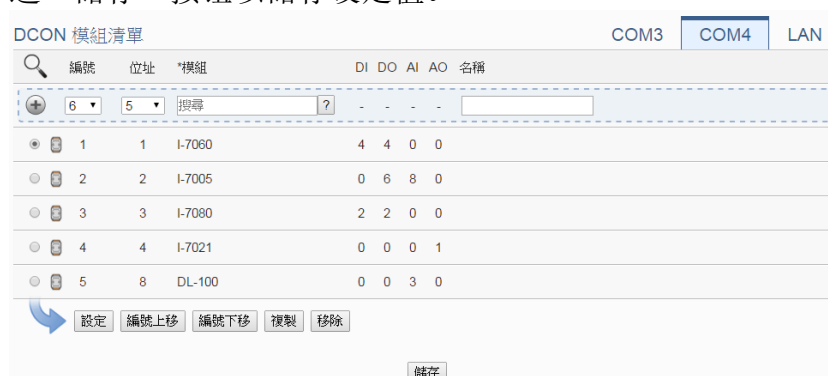 DCON 模組清單 COM3 COM4 LAN
編號 位址 *模組 DI DO AI AO 名稱
6 5 搜尋 ? - - - -
1 1 I-7060 4 4 0 0
2 2 I-7005 0 6 8 0
3 3 I-7080 2 2 0 0
4 4 I-7021 0 0 0 1
5 8 DL-100 0 0 3 0
設定 編號上移 編號下移 複製 移除
儲存